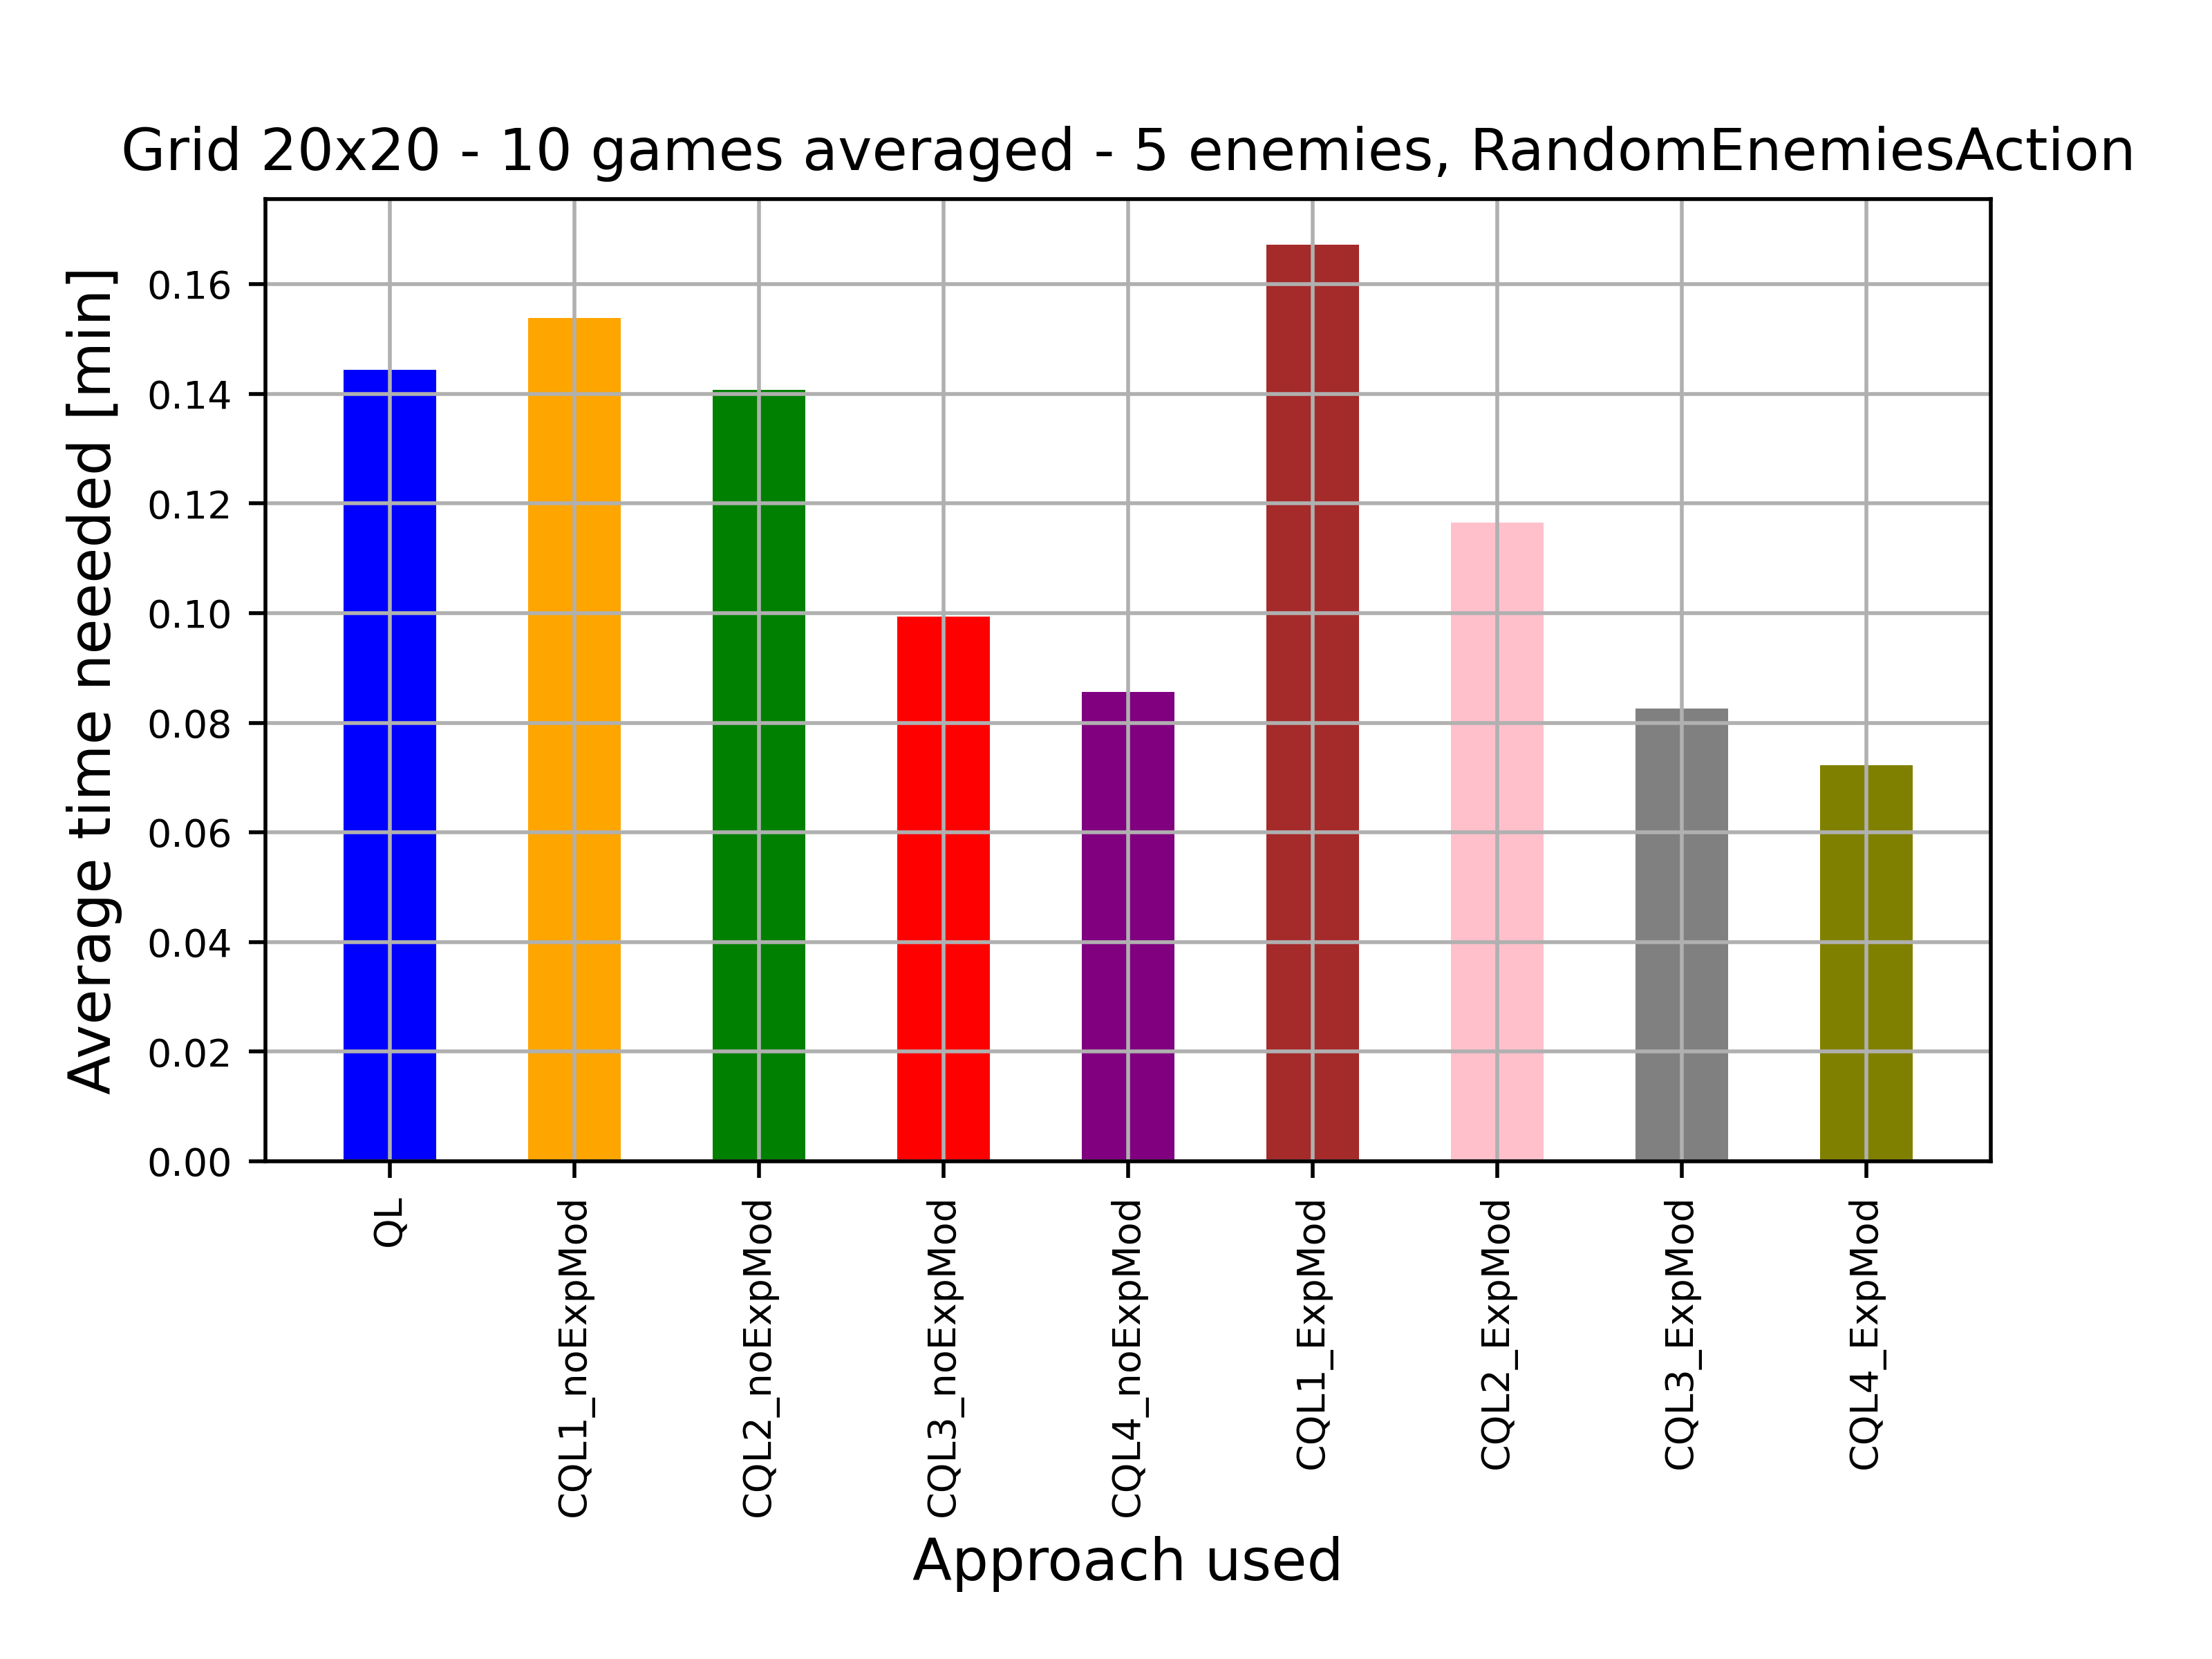 Grid 20x20 - 10 games averaged - 5 enemies, RandomEnemiesAction
Average time needed [min]
0.16
0.14
0.12
0.10
0.08
0.06
0.04
0.02
0.00
QL
CQL1_noExpMod
CQL2_noExpMod
CQL3_noExpMod
CQL4_noExpMod
CQL1_ExpMod
CQL2_ExpMod
CQL3_ExpMod
CQL4_ExpMod
Approach used